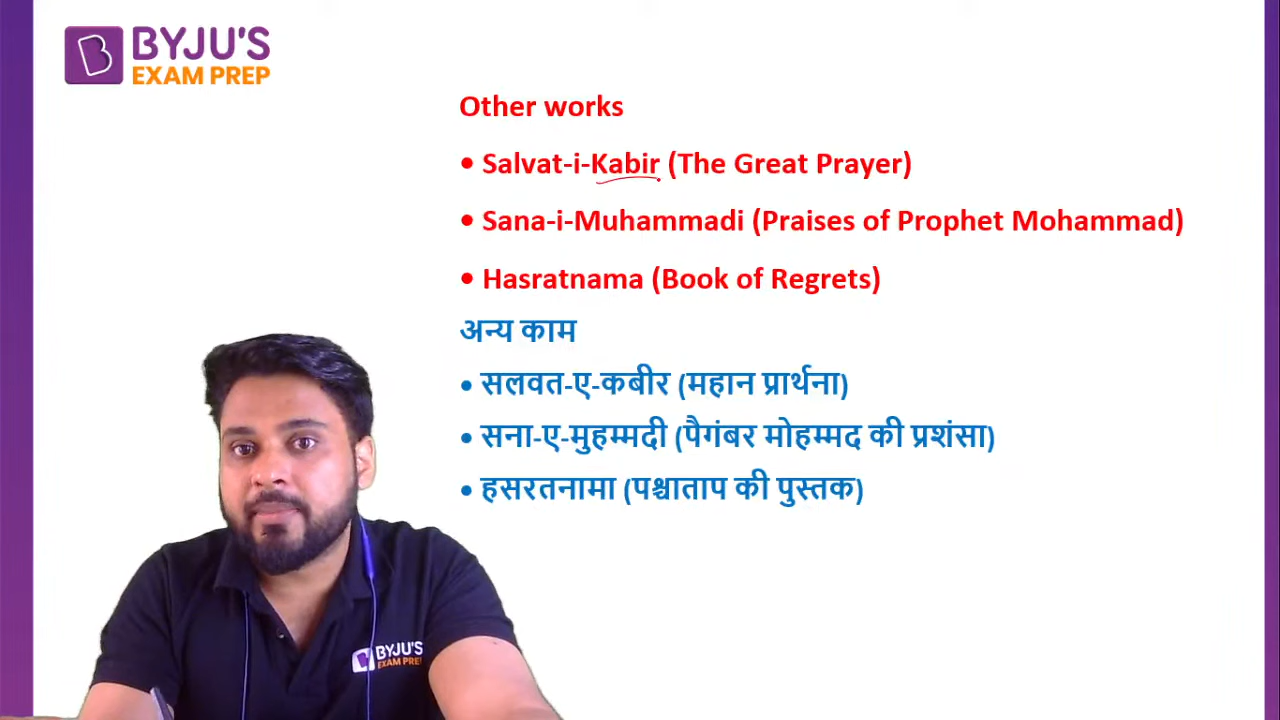 BYJU'S
EXAM PREP
Other works
• Salvat-i-Kabir (The Great Prayer)
• Sana-i-Muhammadi (Praises of Prophet Mohammad)
• Hasratnama (Book of Regrets)
अन्य काम
• सलवत-ए-कबीर (महान प्रार्थना)
• सना-ए-मुहम्मदी (पैगंबर मोहम्मद की प्रशंसा)
• हसरतनामा (पश्चाताप की पुस्तक)
BYJU'S
EXAM PREP